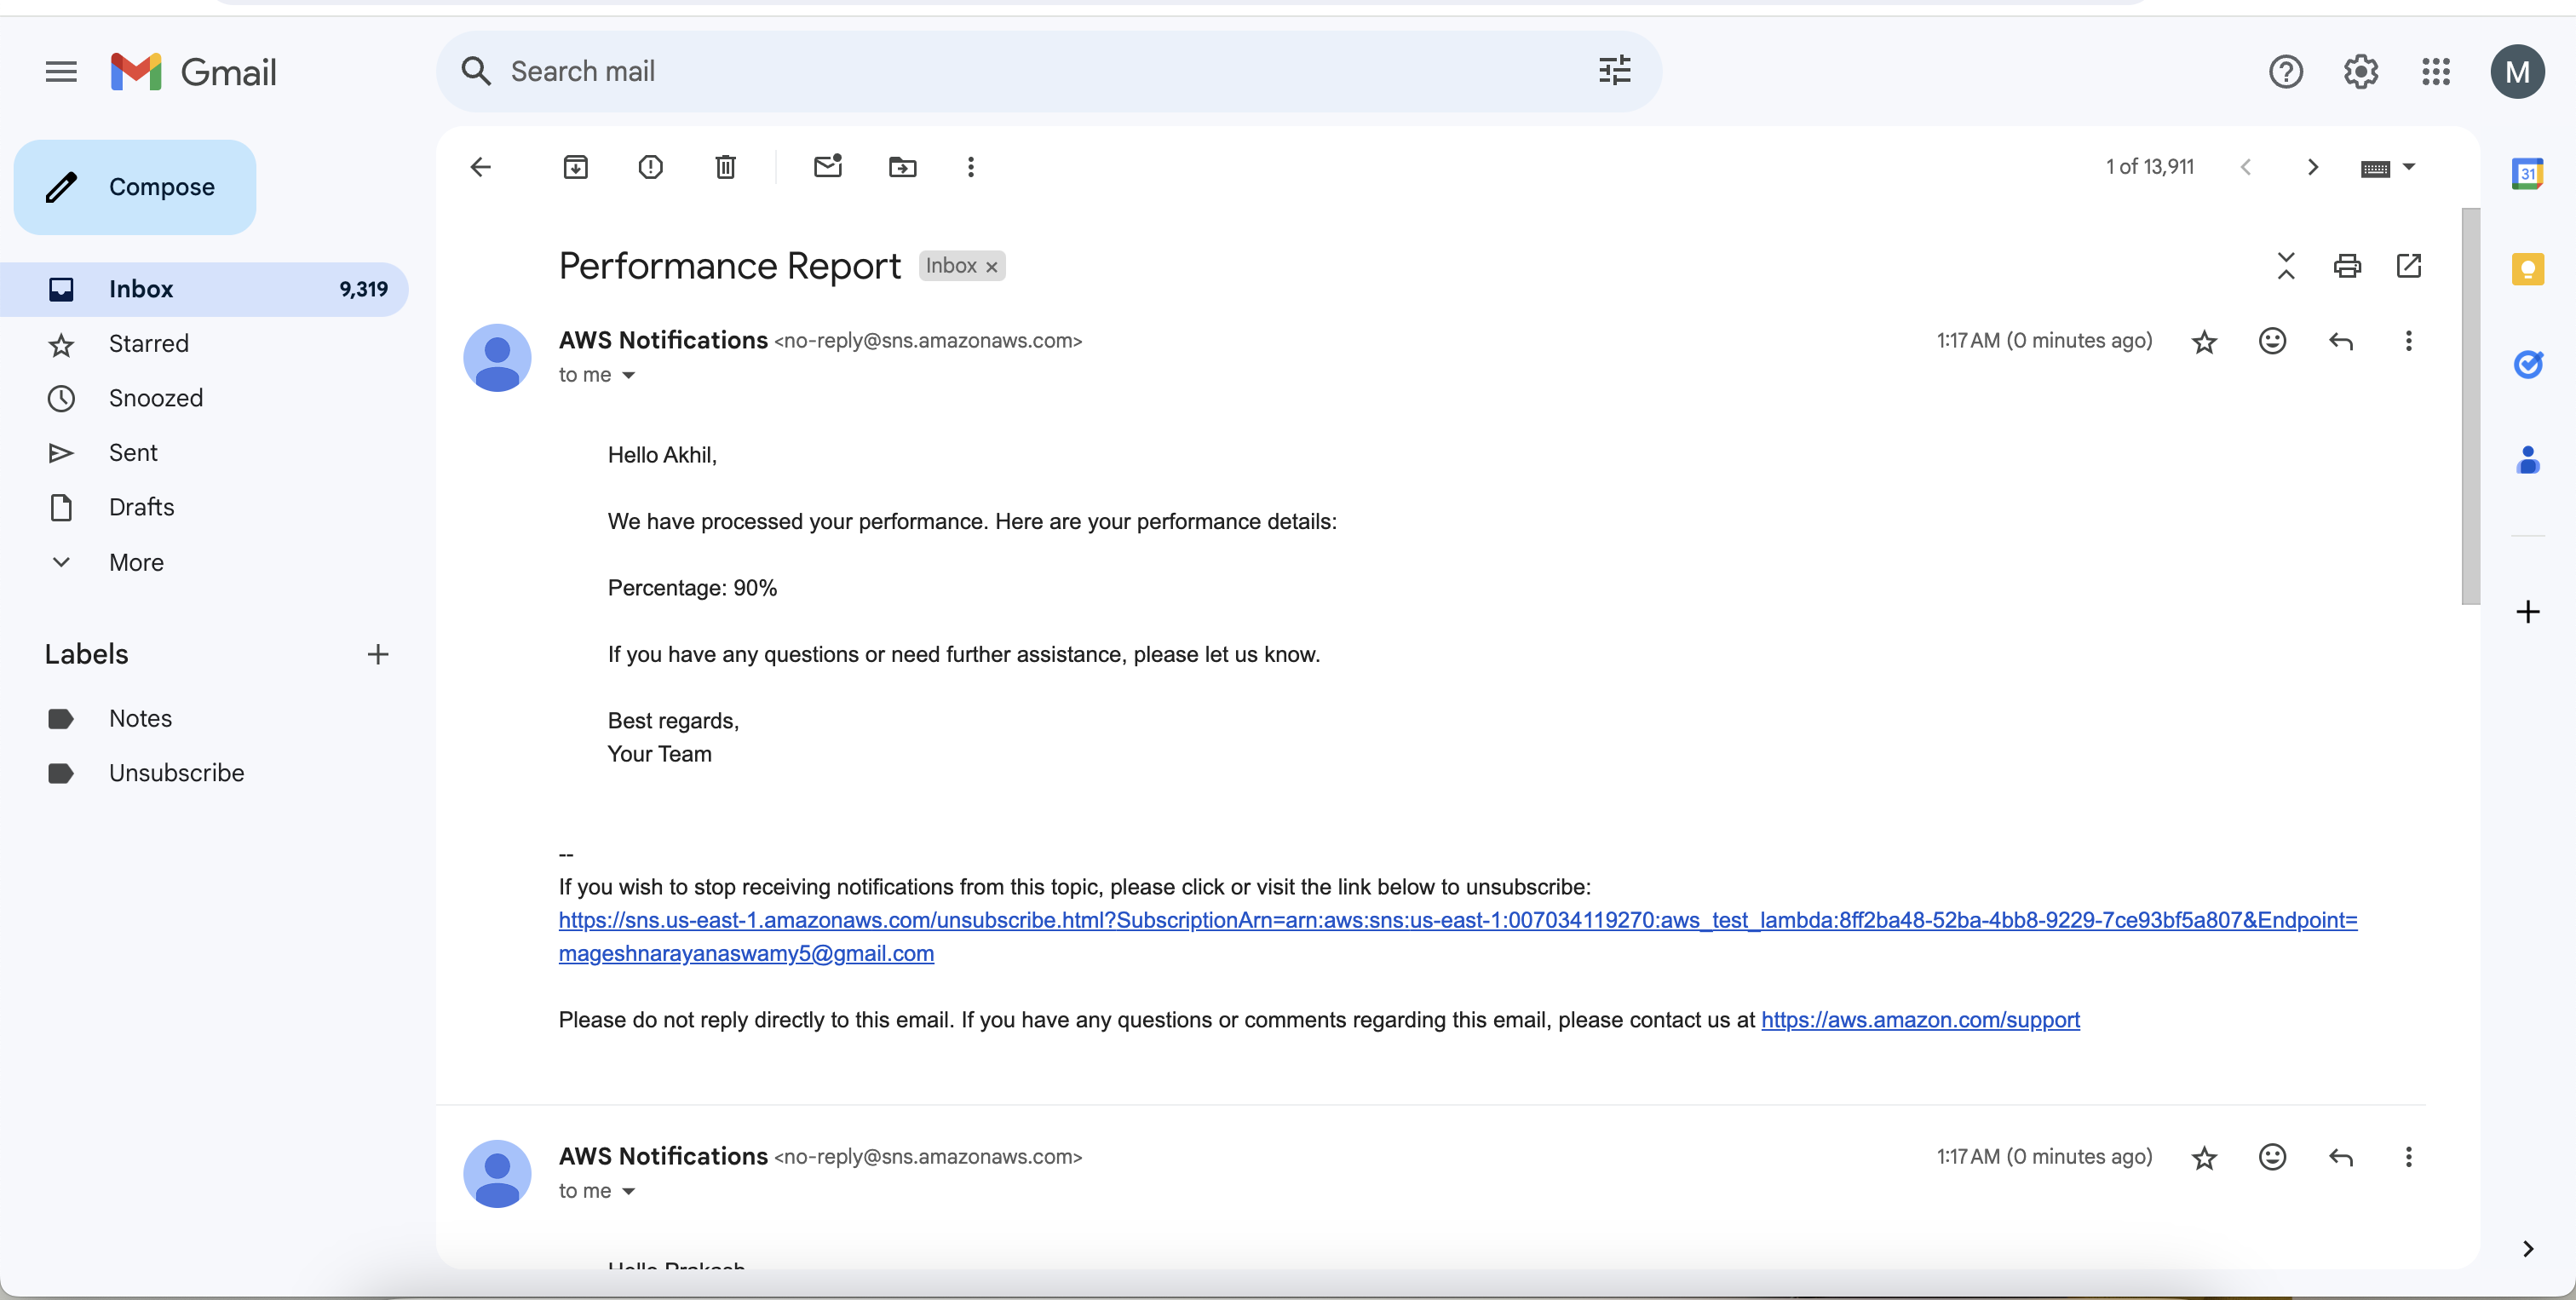 Gmail
Search mail
M
Compose
1 of 13,911
31
Inbox 9,319
Starred
Snoozed
Sent
Drafts
More
Labels
Notes
Unsubscribe
Performance Report Inbox x
AWS Notifications <no-reply@sns.amazonaws.com>
1:17 AM (0 minutes ago)
to me
Hello Akhil,
We have processed your performance. Here are your performance details:
Percentage: 90%
If you have any questions or need further assistance, please let us know.
Best regards,
Your Team
--
If you wish to stop receiving notifications from this topic, please click or visit the link below to unsubscribe:
https://sns.us-east-1.amazonaws.com/unsubscribe.html?SubscriptionArn=arn:aws:sns:us-east-1:007034119270:aws_test_lambda:8ff2ba48-52ba-4bb8-9229-7ce93bf5a807&Endpoint=
mageshnarayanaswamy5@gmail.com
Please do not reply directly to this email. If you have any questions or comments regarding this email, please contact us at https://aws.amazon.com/support
AWS Notifications <no-reply@sns.amazonaws.com>
1:17 AM (0 minutes ago)
to me
Hello Prakash